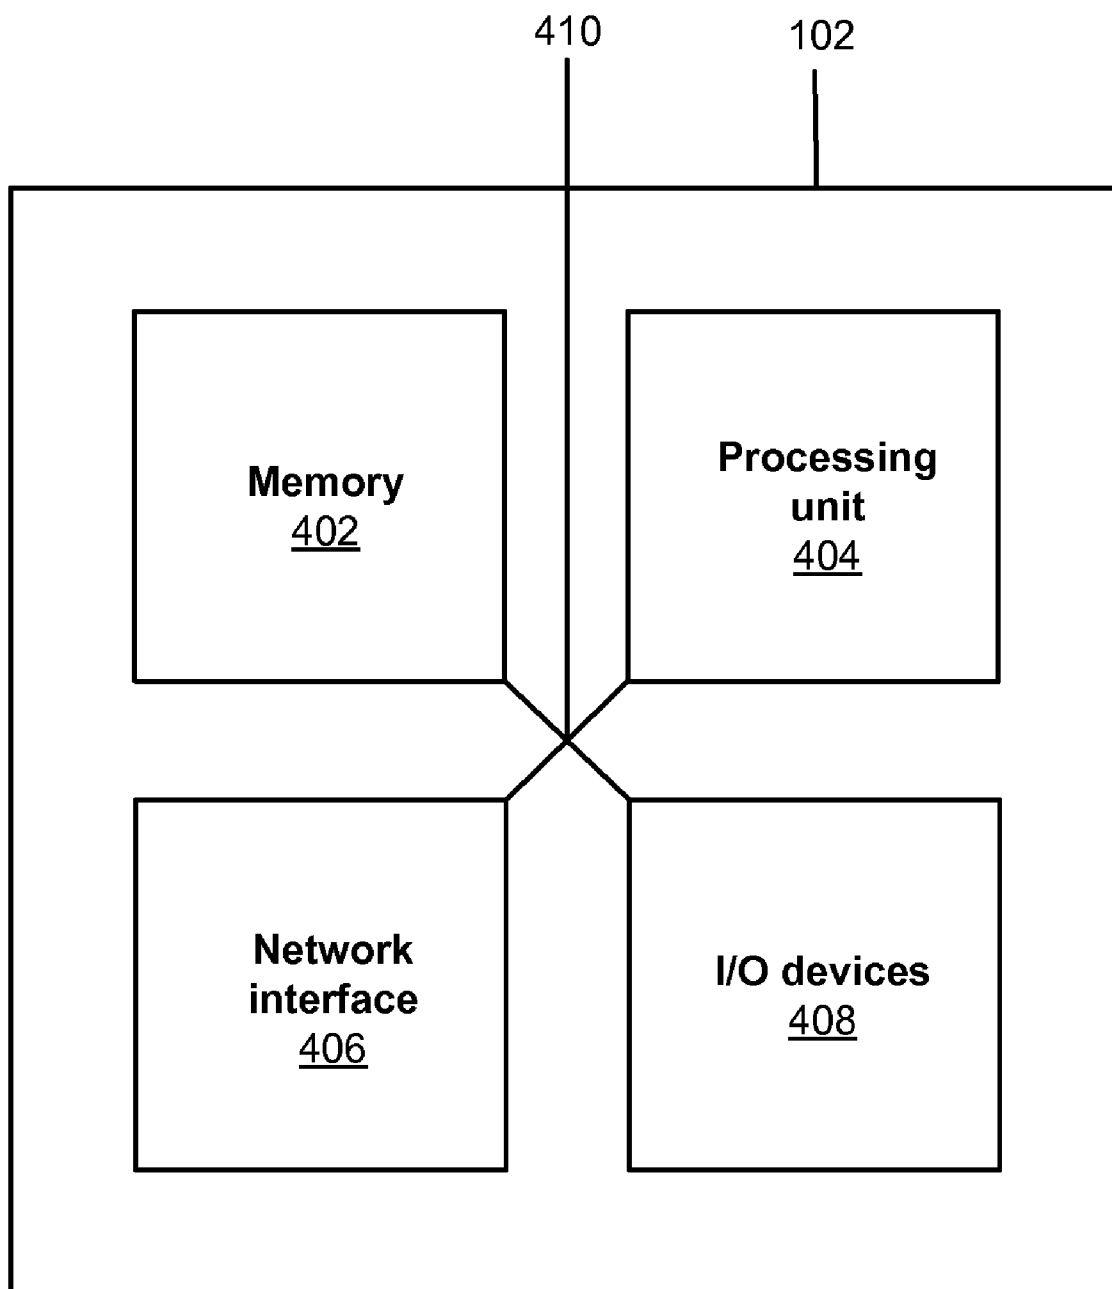 410
102
Memory
402
Processing
unit
404
Network
interface
406
I/O devices
408